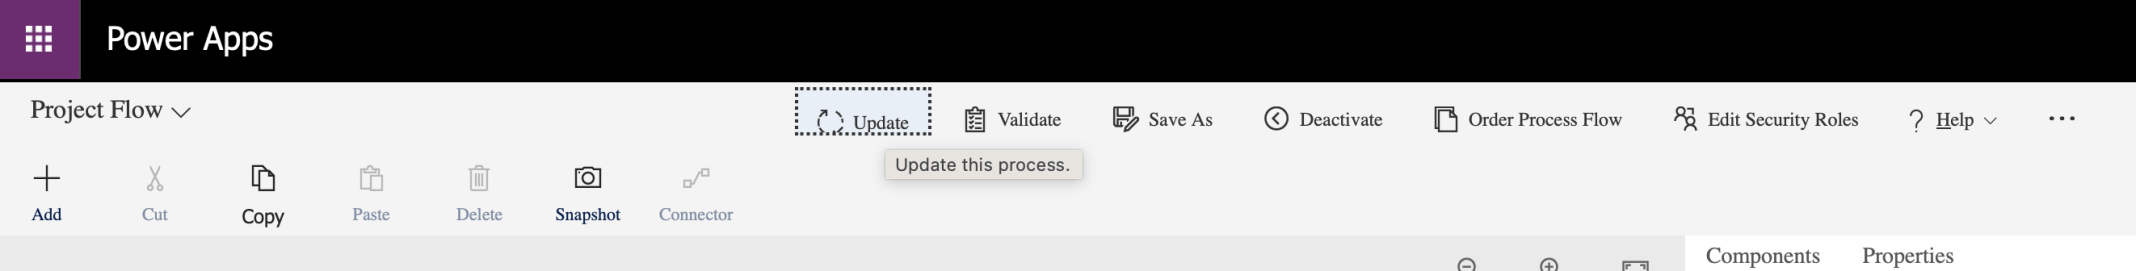 Power Apps
Project Flow
Update Validate Save As Deactivate Order Process Flow Edit Security Roles ? Help ...
Update this process.
Add Cut Copy Paste Delete Snapshot Connector
Components Properties